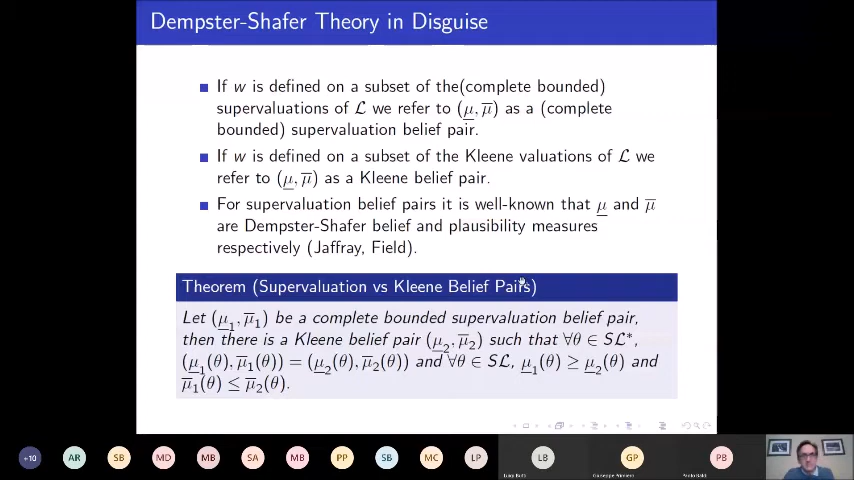 Dempster-Shafer Theory in Disguise
If w is defined on a subset of the(complete bounded)
supervaluations of ℒ we refer to (μ̲, μ̅) as a (complete
bounded) supervaluation belief pair.
If w is defined on a subset of the Kleene valuations of ℒ we
refer to (μ̲, μ̅) as a Kleene belief pair.
For supervaluation belief pairs it is well-known that μ̲ and μ̅
are Dempster-Shafer belief and plausibility measures
respectively (Jaffray, Field).
Theorem (Supervaluation vs Kleene Belief Pairs)
Let (μ̲₁, μ̅₁) be a complete bounded supervaluation belief pair,
then there is a Kleene belief pair (μ̲₂, μ̅₂) such that ∀θ ∈ Sℒ*,
(μ̲₁(θ), μ̅₁(θ)) = (μ̲₂(θ), μ̅₂(θ)) and ∀θ ∈ Sℒ, μ̲₁(θ) ≥ μ̲₂(θ) and
μ̅₁(θ) ≤ μ̅₂(θ).
+10 AR SB MD MB SA MB PP SB MC LP LB GP PB